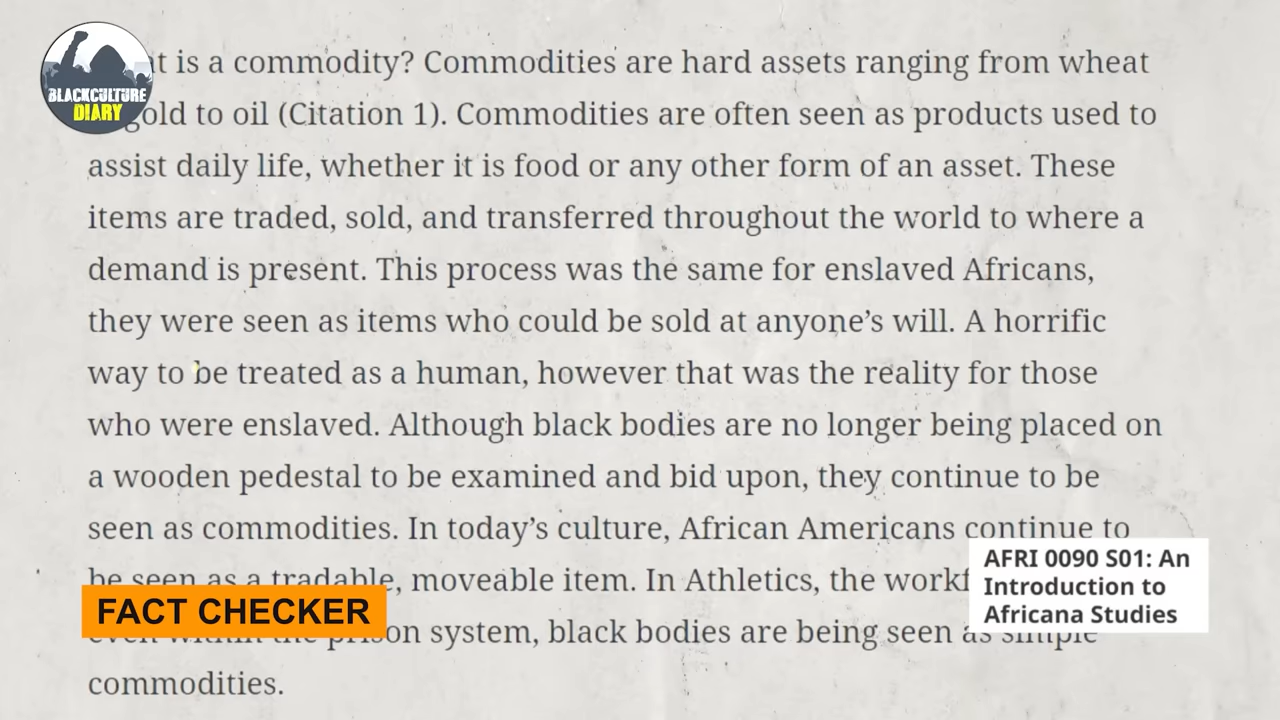 BLACKCULTURE
DIARY
t is a commodity? Commodities are hard assets ranging from wheat
gold to oil (Citation 1). Commodities are often seen as products used to
assist daily life, whether it is food or any other form of an asset. These
items are traded, sold, and transferred throughout the world to where a
demand is present. This process was the same for enslaved Africans,
they were seen as items who could be sold at anyone’s will. A horrific
way to be treated as a human, however that was the reality for those
who were enslaved. Although black bodies are no longer being placed on
a wooden pedestal to be examined and bid upon, they continue to be
seen as commodities. In today’s culture, African Americans continue to
be seen as a tradable, moveable item. In Athletics, the workf
even within the prison system, black bodies are being seen as simple
commodities.
FACT CHECKER
AFRI 0090 S01: An
Introduction to
Africana Studies